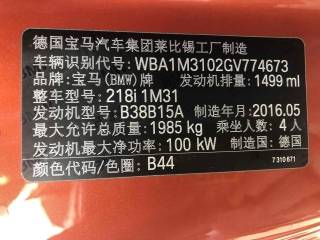 德国宝马汽车集团莱比锡工厂制造
车辆识别代号: WBA1M3102GV774673
品牌: 宝马(BMW)牌 发动机排量: 1499 ml
整车型号: 218i 1M31
发动机型号: B38B15A 制造年月: 2016.05
最大允许总质量: 1985 kg 乘坐人数: 4人
发动机最大净功率: 100 kW 制造国: 德国
颜色代码/色圈: B44
7 310 671